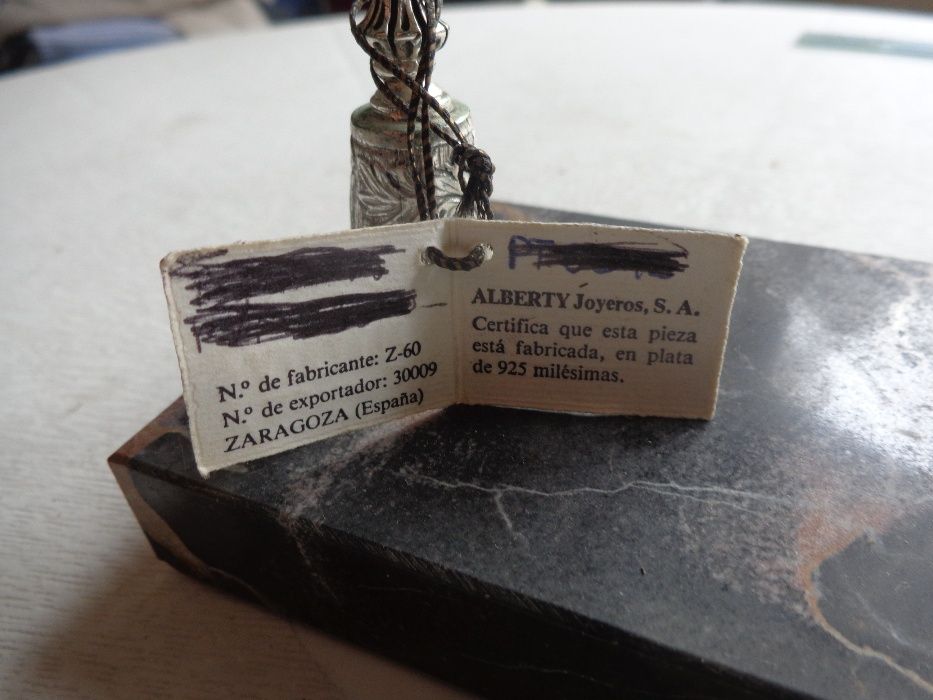 N.º de fabricante: Z-60
N.º de exportador: 30009
ZARAGOZA (España)
ALBERTY Joyeros, S. A.
Certifica que esta pieza
está fabricada, en plata
de 925 milésimas.